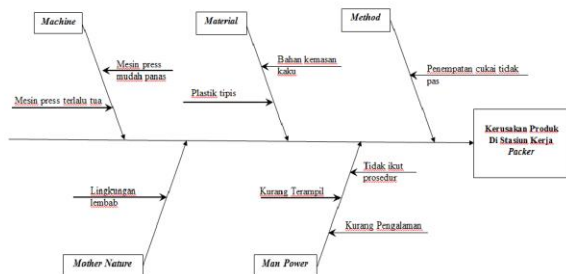 Machine
Material
Method
Mesin press
mudah panas
Bahan kemasan
kaku
Penempatan cukai tidak
pas
Mesin press terlalu tua
Plastik tipis
Kerusakan Produk
Di Stasiun Kerja
Packer
Tidak ikut
prosedur
Lingkungan
lembab
Kurang Terampil
Kurang Pengalaman
Mother Nature
Man Power